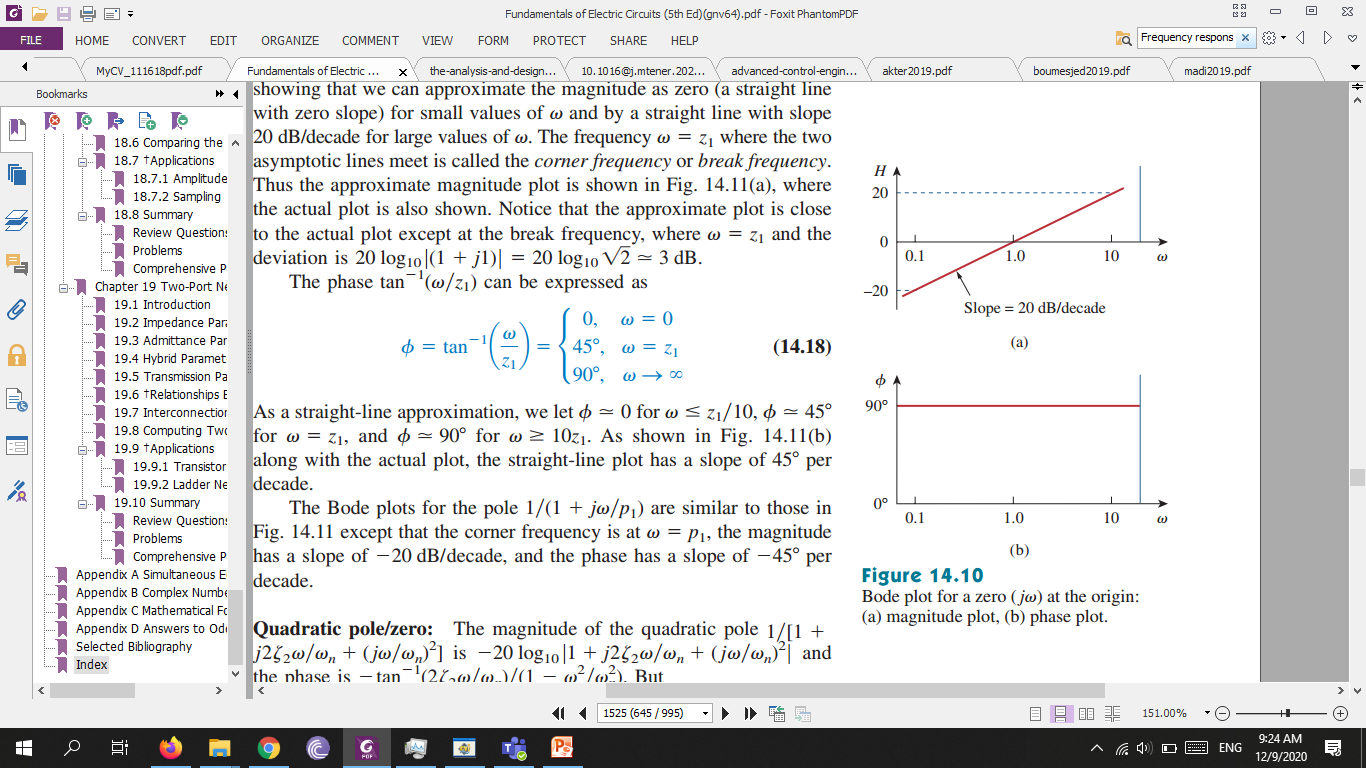 Fundamentals of Electric Circuits (5th Ed)(gnv64).pdf - Foxit PhantomPDF
FILE HOME CONVERT EDIT ORGANIZE COMMENT VIEW FORM PROTECT SHARE HELP
Frequency respons
MyCV_111618pdf.pdf
Fundamentals of Electric ...
the-analysis-and-design...
10.1016@j.mtener.202...
advanced-control-engin...
akter2019.pdf
boumesjed2019.pdf
madi2019.pdf
Bookmarks
18.6 Comparing the
18.7 †Applications
18.7.1 Amplitude
18.7.2 Sampling
18.8 Summary
Review Questions
Problems
Comprehensive P
Chapter 19 Two-Port Ne
19.1 Introduction
19.2 Impedance Para
19.3 Admittance Par
19.4 Hybrid Paramet
19.5 Transmission Pa
19.6 †Relationships B
19.7 Interconnection
19.8 Computing Two
19.9 †Applications
19.9.1 Transistor
19.9.2 Ladder Ne
19.10 Summary
Review Questions
Problems
Comprehensive P
Appendix A Simultaneous E
Appendix B Complex Numbe
Appendix C Mathematical Fo
Appendix D Answers to Odd
Selected Bibliography
Index
showing that we can approximate the magnitude as zero (a straight line
with zero slope) for small values of ω and by a straight line with slope
20 dB/decade for large values of ω. The frequency ω = z₁ where the two
asymptotic lines meet is called the corner frequency or break frequency.
Thus the approximate magnitude plot is shown in Fig. 14.11(a), where
the actual plot is also shown. Notice that the approximate plot is close
to the actual plot except at the break frequency, where ω = z₁ and the
deviation is 20 log₁₀|(1 + j1)| = 20 log₁₀ √2 ≃ 3 dB.
The phase tan⁻¹(ω/z₁) can be expressed as
ϕ = tan⁻¹(ω/z₁) = { 0, ω = 0
45°, ω = z₁
90°, ω → ∞
(14.18)
As a straight-line approximation, we let ϕ ≃ 0 for ω ≤ z₁/10, ϕ ≃ 45°
for ω = z₁, and ϕ ≃ 90° for ω ≥ 10z₁. As shown in Fig. 14.11(b)
along with the actual plot, the straight-line plot has a slope of 45° per
decade.
The Bode plots for the pole 1/(1 + jω/p₁) are similar to those in
Fig. 14.11 except that the corner frequency is at ω = p₁, the magnitude
has a slope of −20 dB/decade, and the phase has a slope of −45° per
decade.
Quadratic pole/zero: The magnitude of the quadratic pole 1/[1 +
j2ζ₂ω/ωₙ + (jω/ωₙ)²] is −20 log₁₀|1 + j2ζ₂ω/ωₙ + (jω/ωₙ)²| and
the phase is −tan⁻¹(2ζ₂ω/ωₙ)/(1 − ω²/ωₙ²). But
H
20
0
−20
0.1 1.0 10 ω
Slope = 20 dB/decade
(a)
ϕ
90°
0°
0.1 1.0 10 ω
(b)
Figure 14.10
Bode plot for a zero (jω) at the origin:
(a) magnitude plot, (b) phase plot.
1525 (645 / 995)
151.00%
PDF
ENG
9:24 AM
12/9/2020